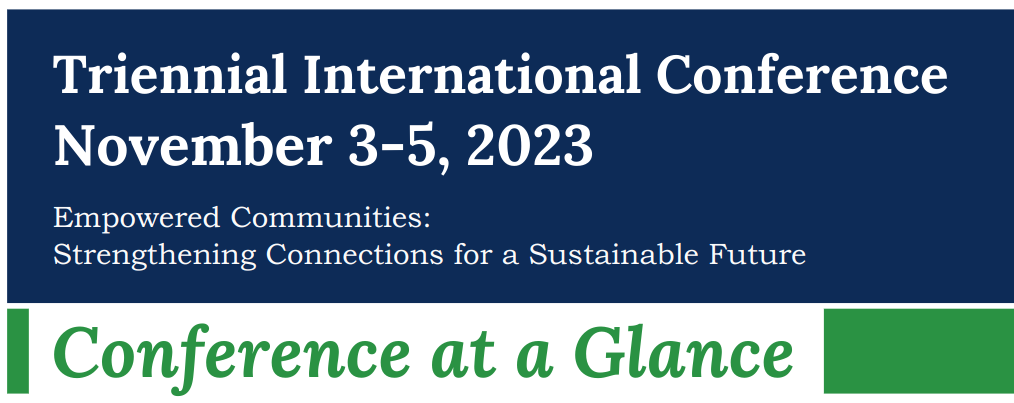 Triennial International Conference
November 3–5, 2023
Empowered Communities:
Strengthening Connections for a Sustainable Future
Conference at a Glance